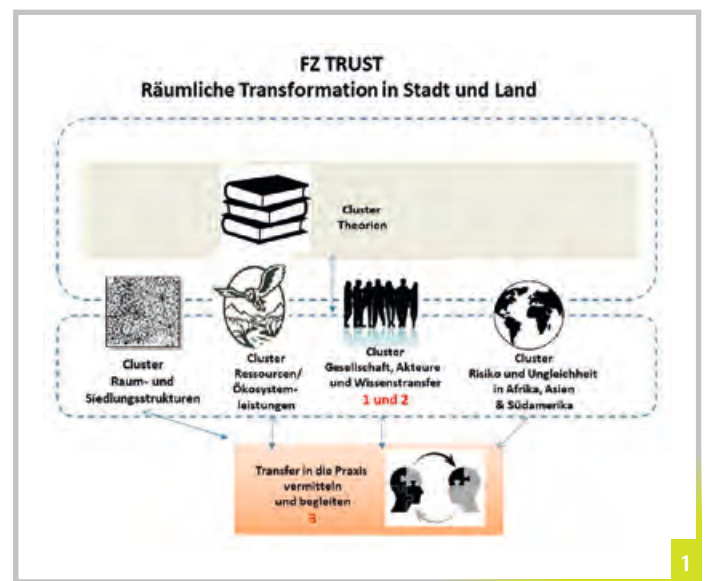 FZ TRUST
Räumliche Transformation in Stadt und Land
Cluster
Theorien
Cluster
Raum- und
Siedlungsstrukturen
Cluster
Ressourcen/
Ökosystem-
leistungen
Cluster
Gesellschaft, Akteure
und Wissenstransfer
1 und 2
Cluster
Risiko und Ungleichheit
in Afrika, Asien
& Südamerika
Transfer in die Praxis
vermitteln
und begleiten
3
1